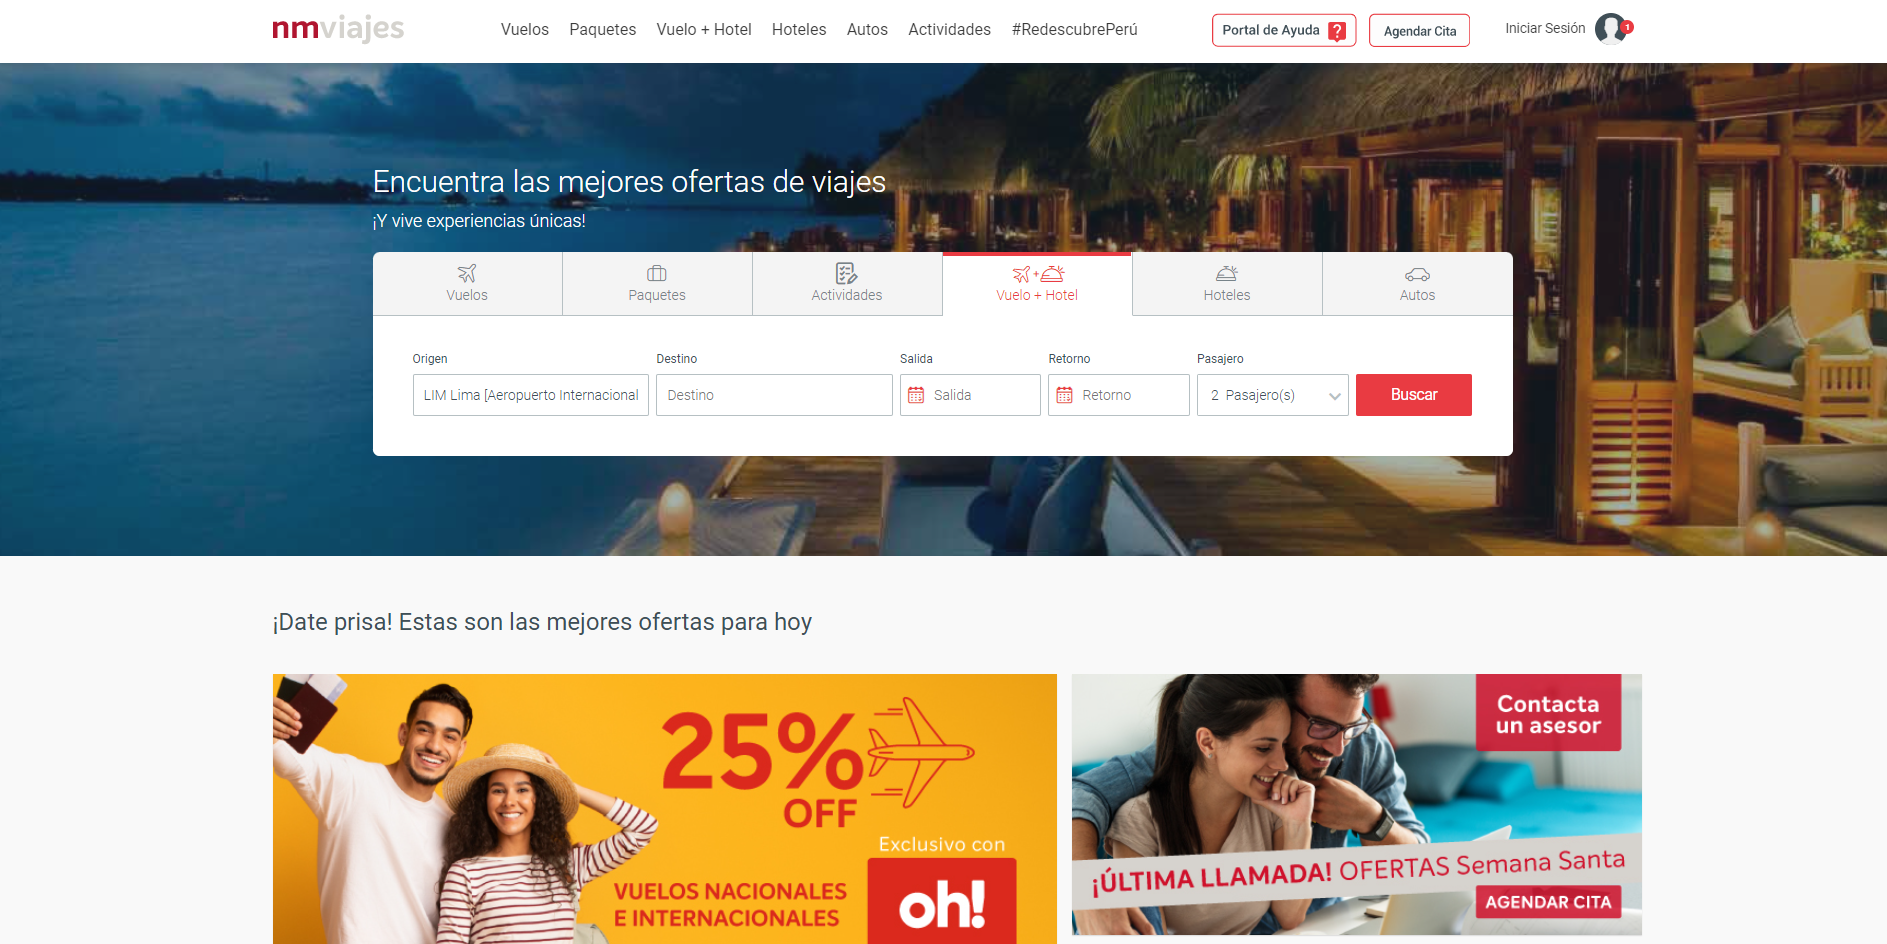 nmviajes
Vuelos Paquetes Vuelo + Hotel Hoteles Autos Actividades #RedescubrePerú
Portal de Ayuda ?
Agendar Cita
Iniciar Sesión
1
Encuentra las mejores ofertas de viajes
¡Y vive experiencias únicas!
Vuelos Paquetes Actividades Vuelo + Hotel Hoteles Autos
Origen Destino Salida Retorno Pasajero
LIM Lima [Aeropuerto Internacional Destino Salida Retorno 2 Pasajero(s) Buscar
¡Date prisa! Estas son las mejores ofertas para hoy
25%
OFF
Exclusivo con
oh!
VUELOS NACIONALES
E INTERNACIONALES
Contacta
un asesor
¡ÚLTIMA LLAMADA! OFERTAS Semana Santa
AGENDAR CITA